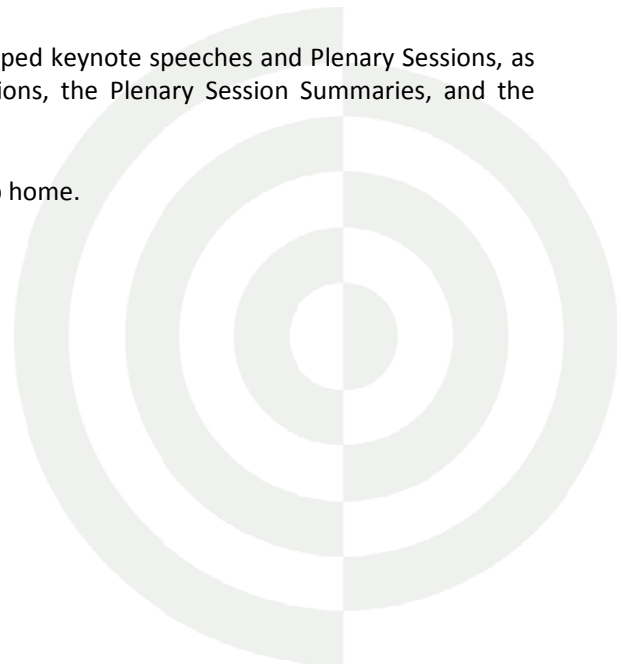 ped keynote speeches and Plenary Sessions, as
ions, the Plenary Session Summaries, and the
home.